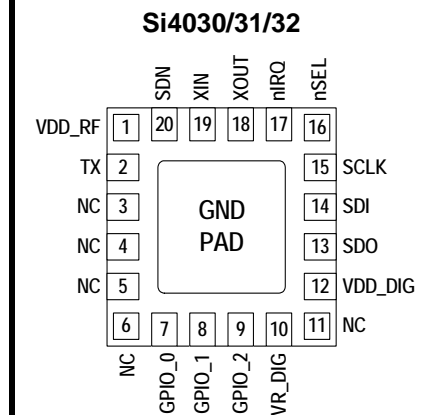 Si4030/31/32
SDN
XIN
XOUT
nIRQ
nSEL
20
19
18
17
16
VDD_RF 1
TX 2
NC 3
NC 4
NC 5
6
NC
GND
PAD
15 SCLK
14 SDI
13 SDO
12 VDD_DIG
11 NC
7
8
9
10
GPIO_0
GPIO_1
GPIO_2
VR_DIG